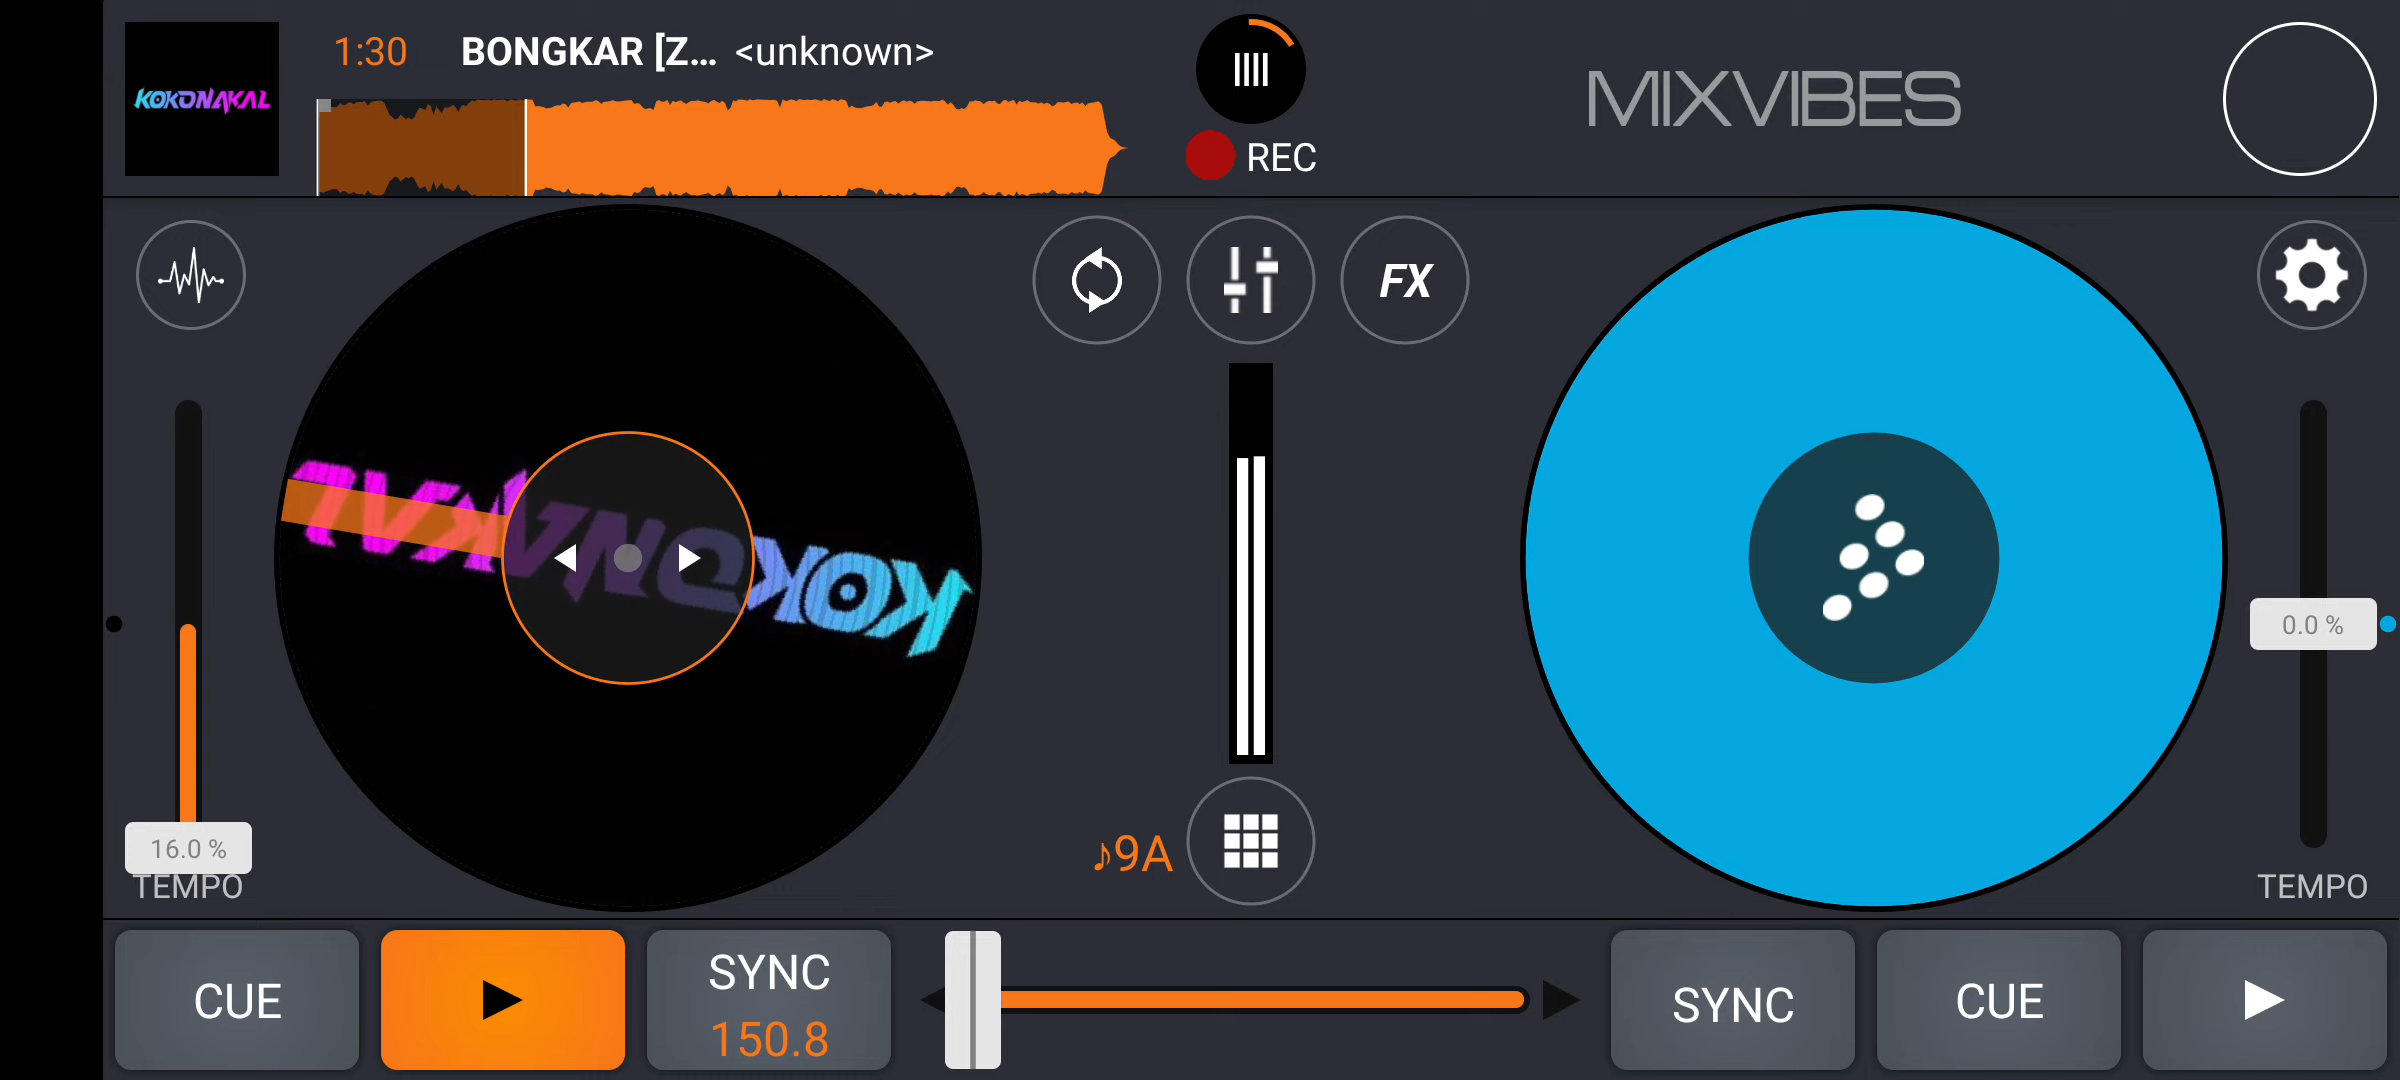 KOKONAKAL
1:30 BONGKAR [Z... <unknown>
REC
MIXVIBES
FX
KOKONAKAL
16.0 %
TEMPO
♪9A
0.0 %
TEMPO
CUE
SYNC
150.8
SYNC
CUE